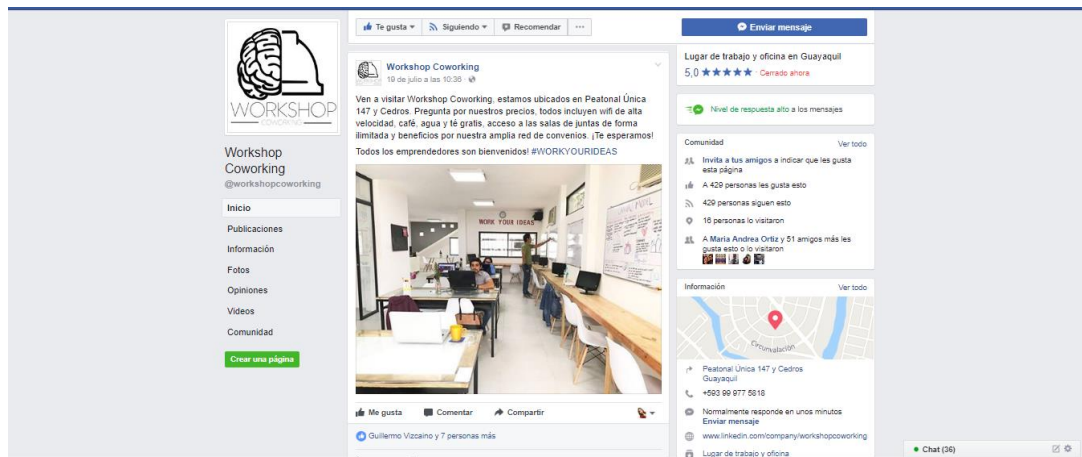 WORKSHOP
COWORKING
Workshop
Coworking
@workshopcoworking
Inicio
Publicaciones
Información
Fotos
Opiniones
Videos
Comunidad
Crear una página
Te gusta
Siguiendo
Recomendar
Workshop Coworking
19 de julio a las 10:36
Ven a visitar Workshop Coworking, estamos ubicados en Peatonal Única
147 y Cedros. Pregunta por nuestros precios, todos incluyen wifi de alta
velocidad, café, agua y té gratis, acceso a las salas de juntas de forma
ilimitada y beneficios por nuestra amplia red de convenios. ¡Te esperamos!
Todos los emprendedores son bienvenidos! #WORKYOURIDEAS
WORK YOUR IDEAS
Me gusta
Comentar
Compartir
Guillermo Vizcaino y 7 personas más
Enviar mensaje
Lugar de trabajo y oficina en Guayaquil
5,0 ★★★★★ · Cerrado ahora
Nivel de respuesta alto a los mensajes
Comunidad
Ver todo
Invita a tus amigos a indicar que les gusta
esta página
A 429 personas les gusta esto
429 personas siguen esto
16 personas lo visitaron
A Maria Andrea Ortiz y 51 amigos más les
gusta esto o lo visitaron
Información
Ver todo
Circunvalación
Peatonal Única 147 y Cedros
Guayaquil
+593 99 977 5818
Normalmente responde en unos minutos
Enviar mensaje
www.linkedin.com/company/workshopcoworking
Lugar de trabajo y oficina
Chat (36)